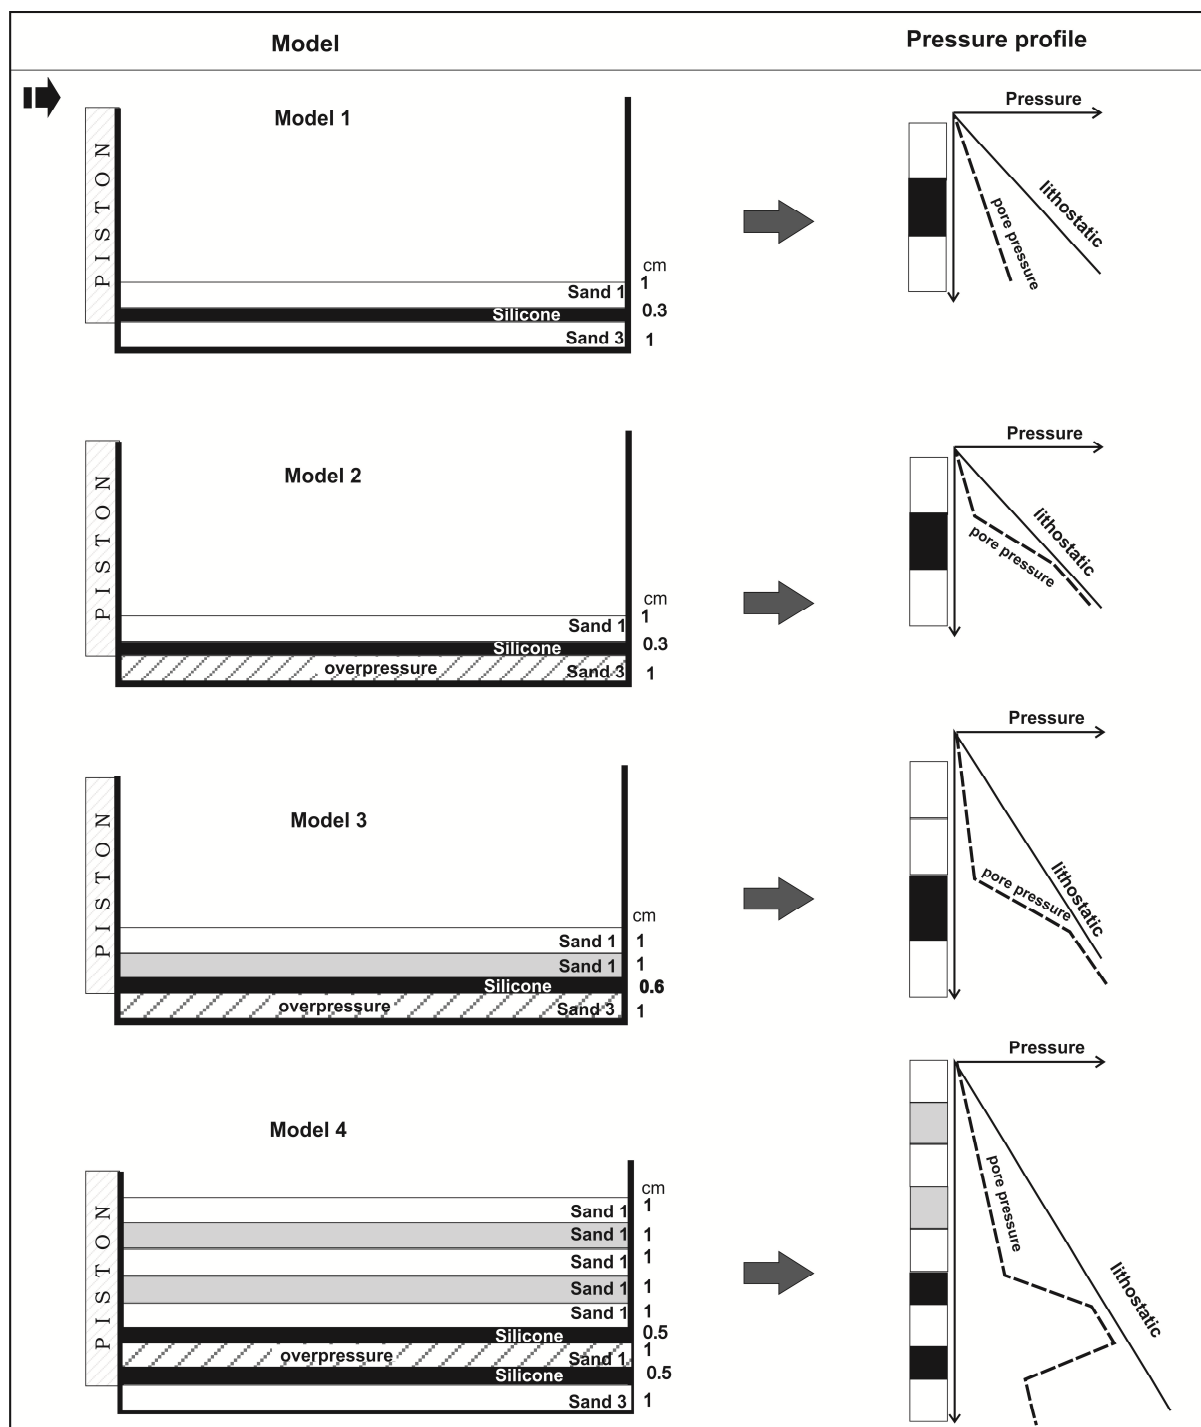 Model
Pressure profile
PISTON
Model 1
cm
1
Sand 1
0.3
Silicone
Sand 3
1
Pressure
lithostatic
pore pressure
PISTON
Model 2
cm
1
Sand 1
0.3
Silicone
overpressure
Sand 3
1
Pressure
lithostatic
pore pressure
PISTON
Model 3
cm
Sand 1
1
Sand 1
1
Silicone
0.6
overpressure
Sand 3
1
Pressure
lithostatic
pore pressure
PISTON
Model 4
cm
1
Sand 1
Sand 1
1
1
Sand 1
Sand 1
1
Sand 1
1
Silicone
0.5
1
overpressure
Sand 1
Silicone
0.5
Sand 3
1
Pressure
pore pressure
lithostatic